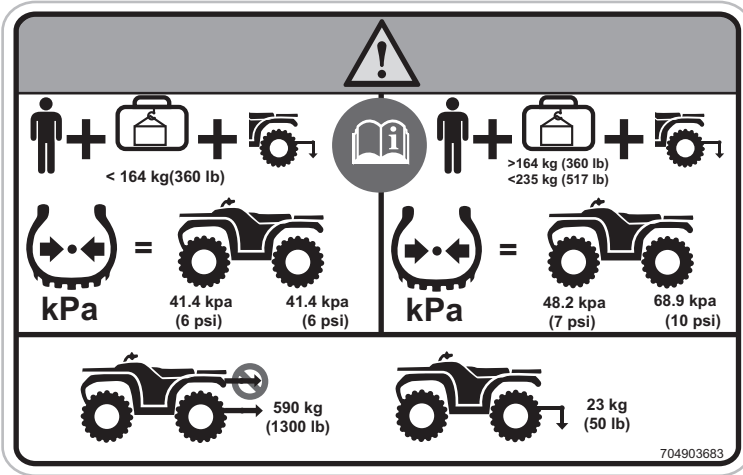 i
< 164 kg(360 lb)
>164 kg (360 lb)
<235 kg (517 lb)
kPa
=
41.4 kpa
(6 psi)
41.4 kpa
(6 psi)
kPa
=
48.2 kpa
(7 psi)
68.9 kpa
(10 psi)
590 kg
(1300 lb)
23 kg
(50 lb)
704903683